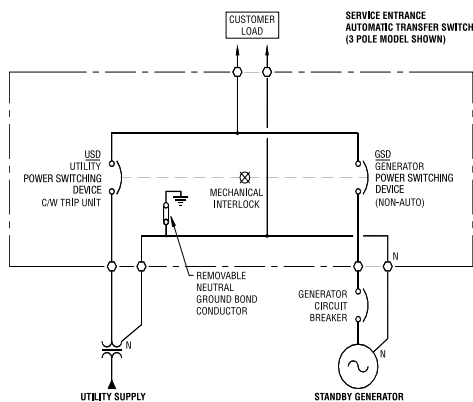 CUSTOMER
LOAD
SERVICE ENTRANCE
AUTOMATIC TRANSFER SWITCH
(3 POLE MODEL SHOWN)
USD
UTILITY
POWER SWITCHING
DEVICE
C/W TRIP UNIT
MECHANICAL
INTERLOCK
GSD
GENERATOR
POWER SWITCHING
DEVICE
(NON-AUTO)
N
REMOVABLE
NEUTRAL
GROUND BOND
CONDUCTOR
GENERATOR
CIRCUIT
BREAKER
N
N
UTILITY SUPPLY
STANDBY GENERATOR